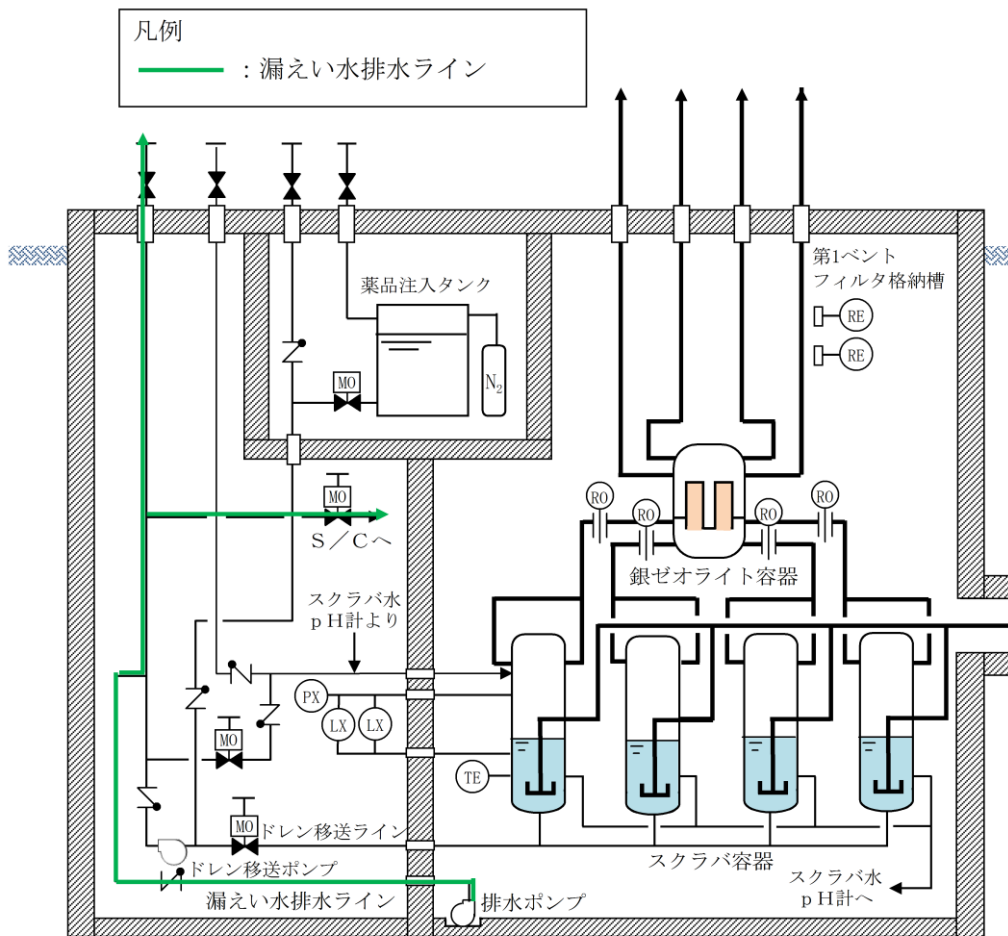 凡例
：漏えい水排水ライン
第1ベント
フィルタ格納槽
RE
RE
薬品注入タンク
MO
N₂
MO
S／Cへ
RO
RO
RO
RO
銀ゼオライト容器
スクラバ水
pH計より
PX
LX
LX
TE
MO
MO
ドレン移送ライン
ドレン移送ポンプ
漏えい水排水ライン
排水ポンプ
スクラバ容器
スクラバ水
pH計へ